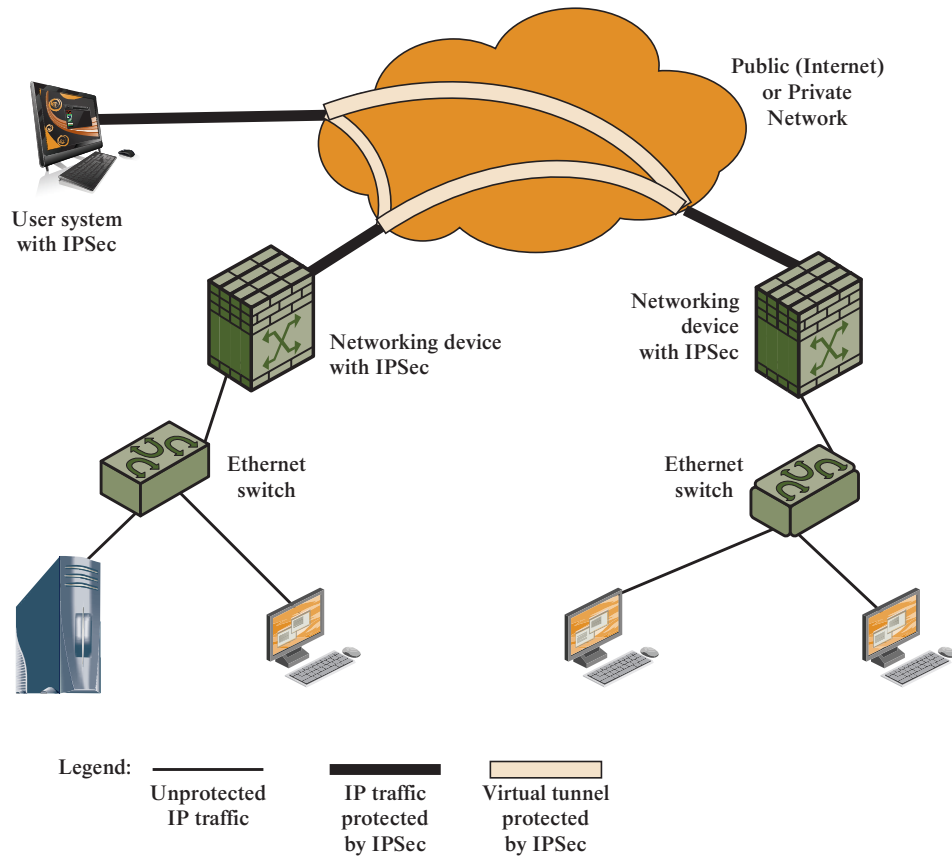 Public (Internet)
or Private
Network
User system
with IPSec
Networking device
with IPSec
Networking
device
with IPSec
Ethernet
switch
Ethernet
switch
Legend:
Unprotected
IP traffic
IP traffic
protected
by IPSec
Virtual tunnel
protected
by IPSec